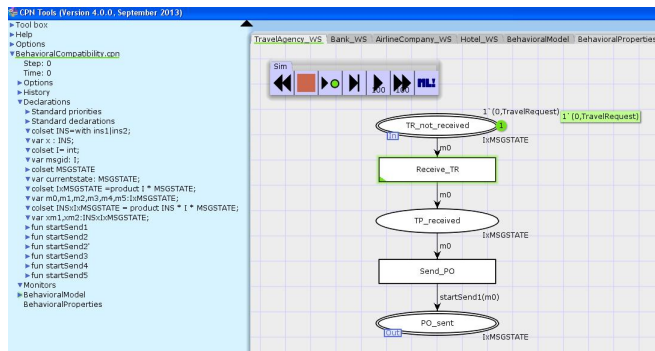 CPN Tools (Version 4.0.0, September 2013)
Tool box
Help
Options
BehavioralCompatibility.cpn
Step: 0
Time: 0
Options
History
Declarations
Standard priorities
Standard declarations
colset INS=with ins1|ins2;
var x : INS;
colset I= int;
var msgid: I;
colset MSGSTATE
var currentstate: MSGSTATE;
colset IxMSGSTATE =product I * MSGSTATE;
var m0,m1,m2,m3,m4,m5:IxMSGSTATE;
colset INSxIxMSGSTATE = product INS * I * MSGSTATE;
var xm1,xm2:INSxIxMSGSTATE;
fun startSend1
fun startSend2
fun startSend2'
fun startSend3
fun startSend4
fun startSend5
Monitors
BehavioralModel
BehavioralProperties
TravelAgency_WS Bank_WS AirlineCompany_WS Hotel_WS BehavioralModel BehavioralProperties
Sim
100 100 ML!
1`(0,TravelRequest)
1`(0,TravelRequest)
TR_not_received
1
In
IxMSGSTATE
m0
Receive_TR
m0
TP_received
IxMSGSTATE
m0
Send_PO
startSend1(m0)
PO_sent
Out
IxMSGSTATE